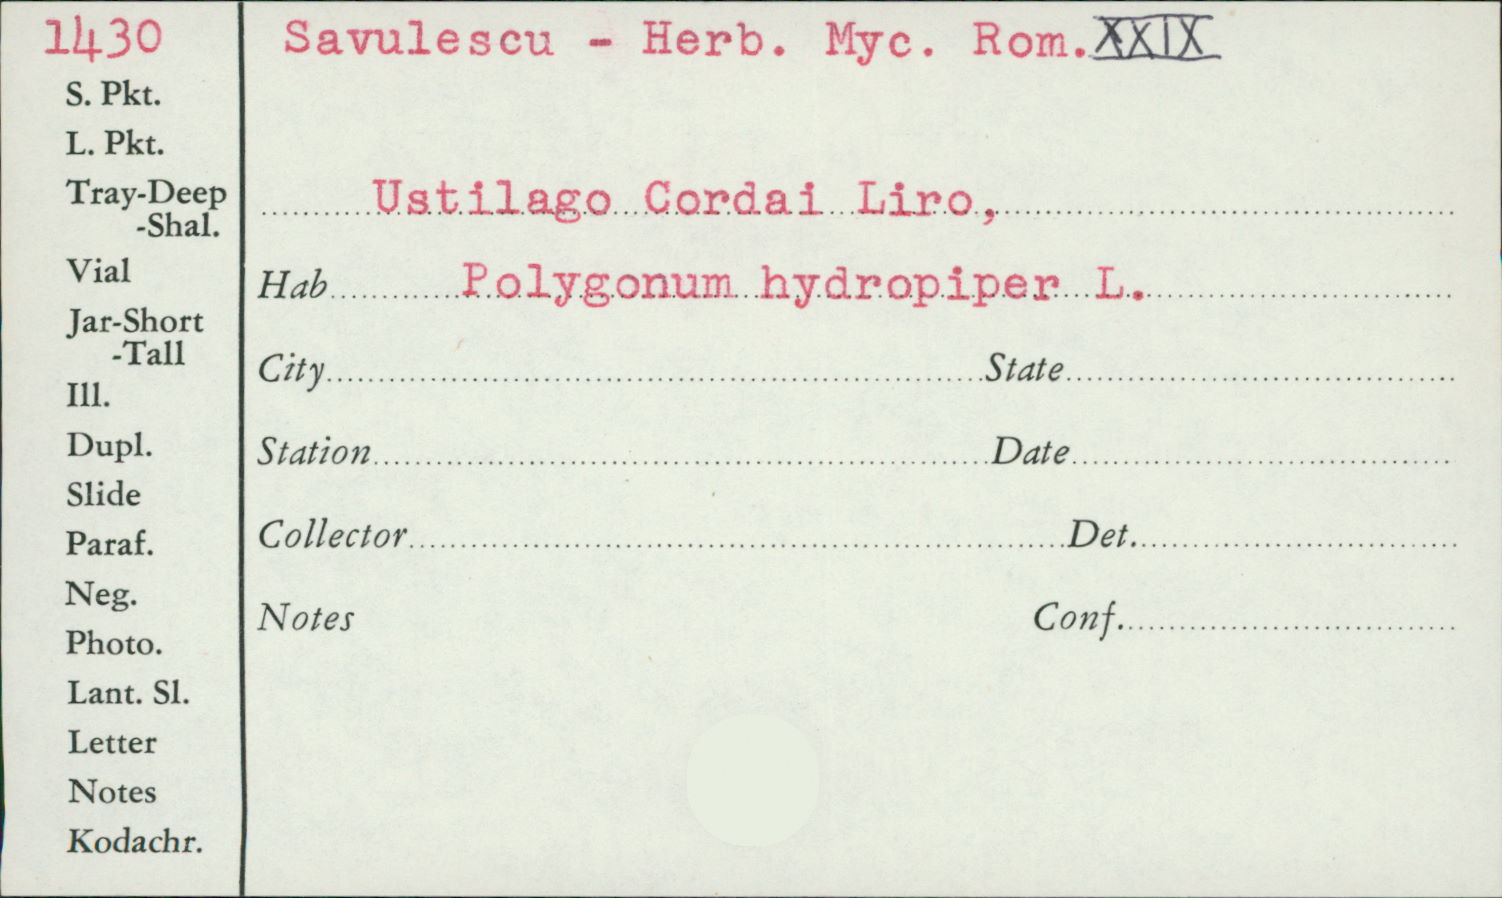 1430
Savulescu - Herb. Myc. Rom. XXIX
S. Pkt.
L. Pkt.
Tray-Deep
-Shal.
Ustilago Cordai Liro,
Vial
Hab Polygonum hydropiper L.
Jar-Short
-Tall
City State
Ill.
Dupl.
Station Date
Slide
Paraf.
Collector Det.
Neg.
Notes Conf.
Photo.
Lant. Sl.
Letter
Notes
Kodachr.